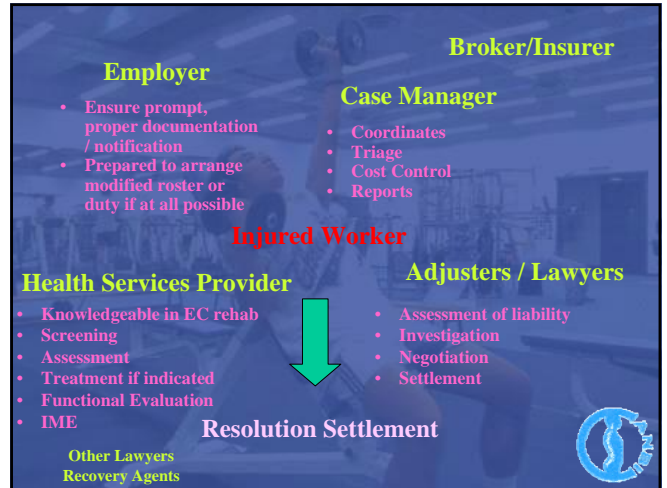 Broker/Insurer
Employer
• Ensure prompt,
proper documentation
/ notification
• Prepared to arrange
modified roster or
duty if at all possible
Case Manager
• Coordinates
• Triage
• Cost Control
• Reports
Injured Worker
Health Services Provider
• Knowledgeable in EC rehab
• Screening
• Assessment
• Treatment if indicated
• Functional Evaluation
• IME
Adjusters / Lawyers
• Assessment of liability
• Investigation
• Negotiation
• Settlement
Resolution Settlement
Other Lawyers
Recovery Agents